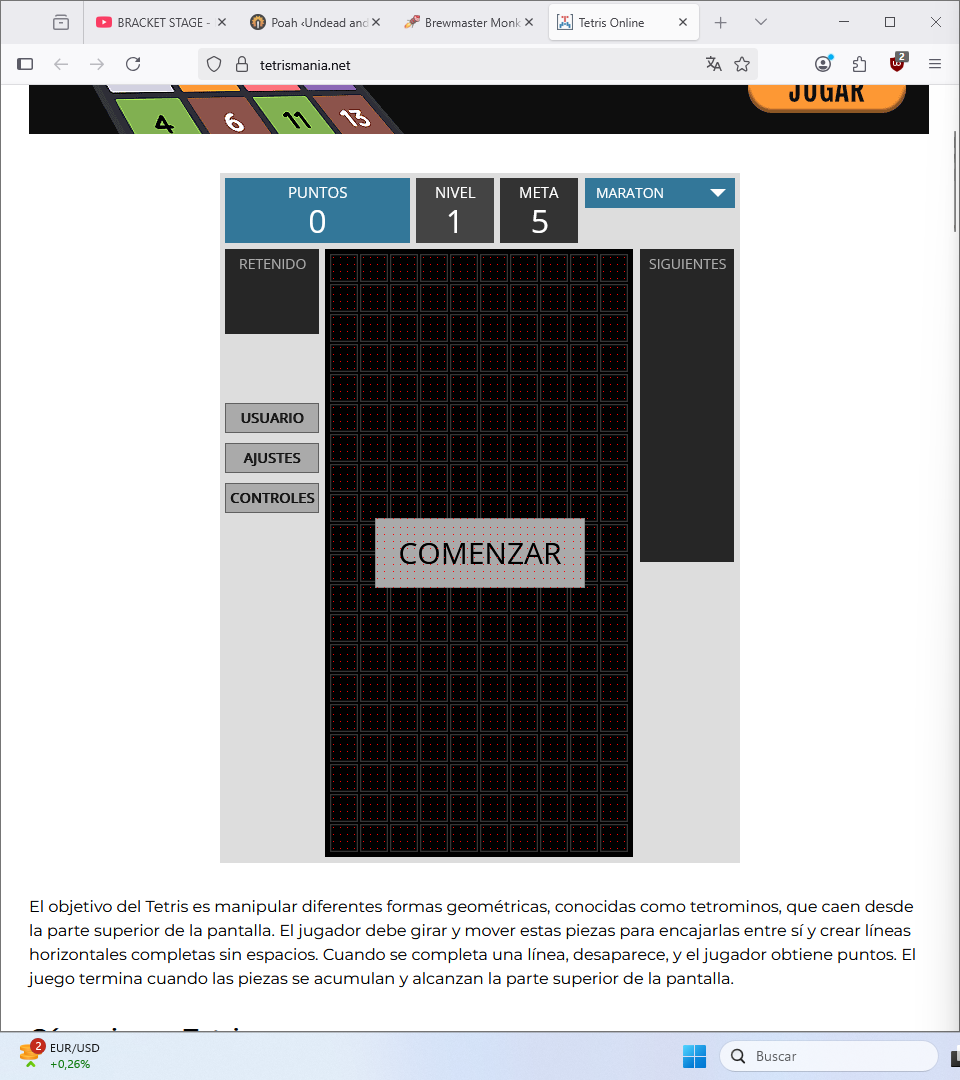 BRACKET STAGE -
Poah ‹Undead and
Brewmaster Monk
Tetris Online
tetrismania.net
2
JUGAR
4 6 11 13
PUNTOS
0
NIVEL
1
META
5
MARATON
RETENIDO
SIGUIENTES
USUARIO
AJUSTES
CONTROLES
COMENZAR
El objetivo del Tetris es manipular diferentes formas geométricas, conocidas como tetrominos, que caen desde
la parte superior de la pantalla. El jugador debe girar y mover estas piezas para encajarlas entre sí y crear líneas
horizontales completas sin espacios. Cuando se completa una línea, desaparece, y el jugador obtiene puntos. El
juego termina cuando las piezas se acumulan y alcanzan la parte superior de la pantalla.
2
EUR/USD
+0,26%
Buscar